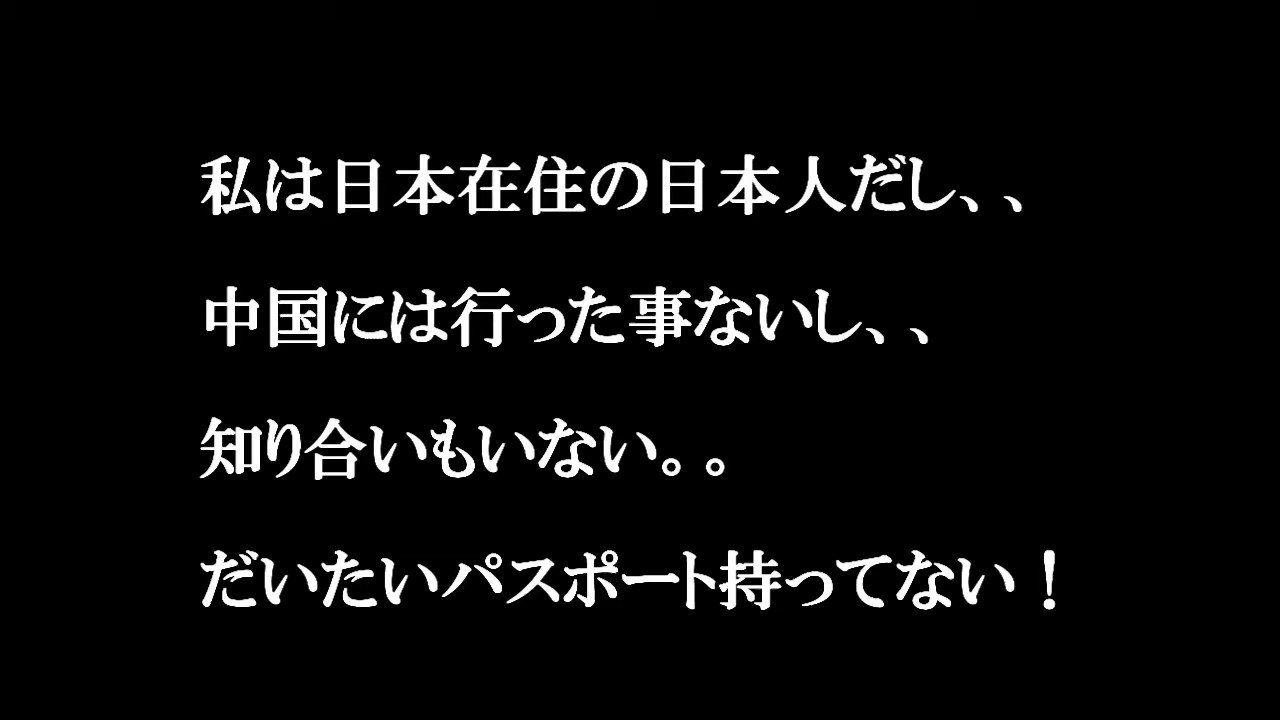 私は日本在住の日本人だし、、
中国には行った事ないし、、
知り合いもいない。。
だいたいパスポート持ってない！